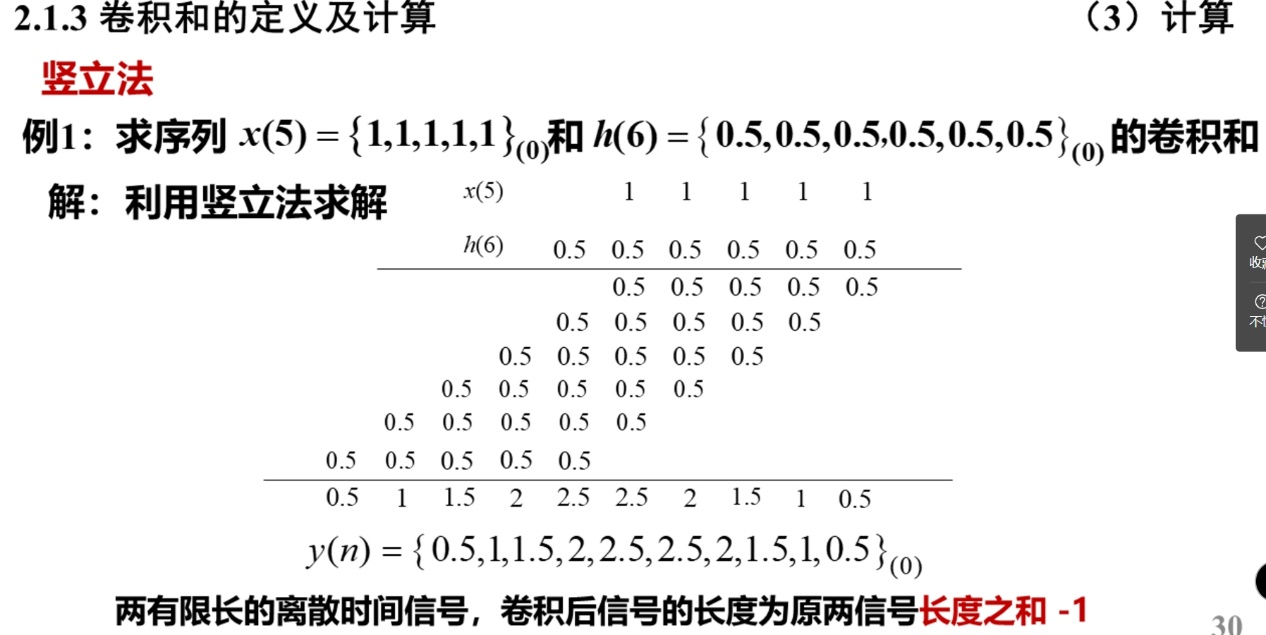 2.1.3 卷积和的定义及计算 （3）计算
竖立法
例1：求序列 x(5) = {1,1,1,1,1}(0)和 h(6) = {0.5,0.5,0.5,0.5,0.5,0.5}(0) 的卷积和
解：利用竖立法求解
x(5) 1 1 1 1 1
h(6) 0.5 0.5 0.5 0.5 0.5 0.5
0.5 0.5 0.5 0.5 0.5
0.5 0.5 0.5 0.5 0.5
0.5 0.5 0.5 0.5 0.5
0.5 0.5 0.5 0.5 0.5
0.5 0.5 0.5 0.5 0.5
0.5 0.5 0.5 0.5 0.5
0.5 1 1.5 2 2.5 2.5 2 1.5 1 0.5
y(n) = {0.5,1,1.5,2,2.5,2.5,2,1.5,1,0.5}(0)
两有限长的离散时间信号，卷积后信号的长度为原两信号长度之和 -1
30
收
不